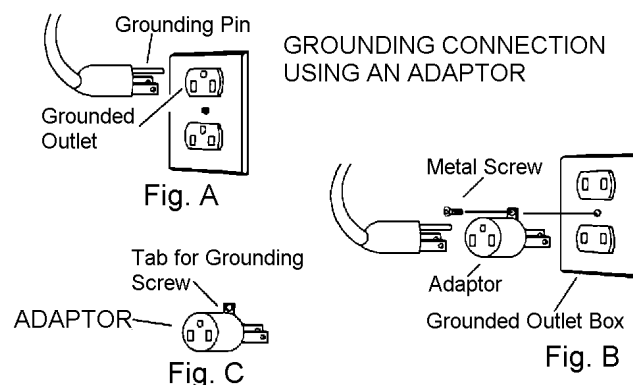 Grounding Pin
GROUNDING CONNECTION
USING AN ADAPTOR
Grounded
Outlet
Fig. A
Metal Screw
Tab for Grounding
Screw
Adaptor
ADAPTOR
Grounded Outlet Box
Fig. B
Fig. C